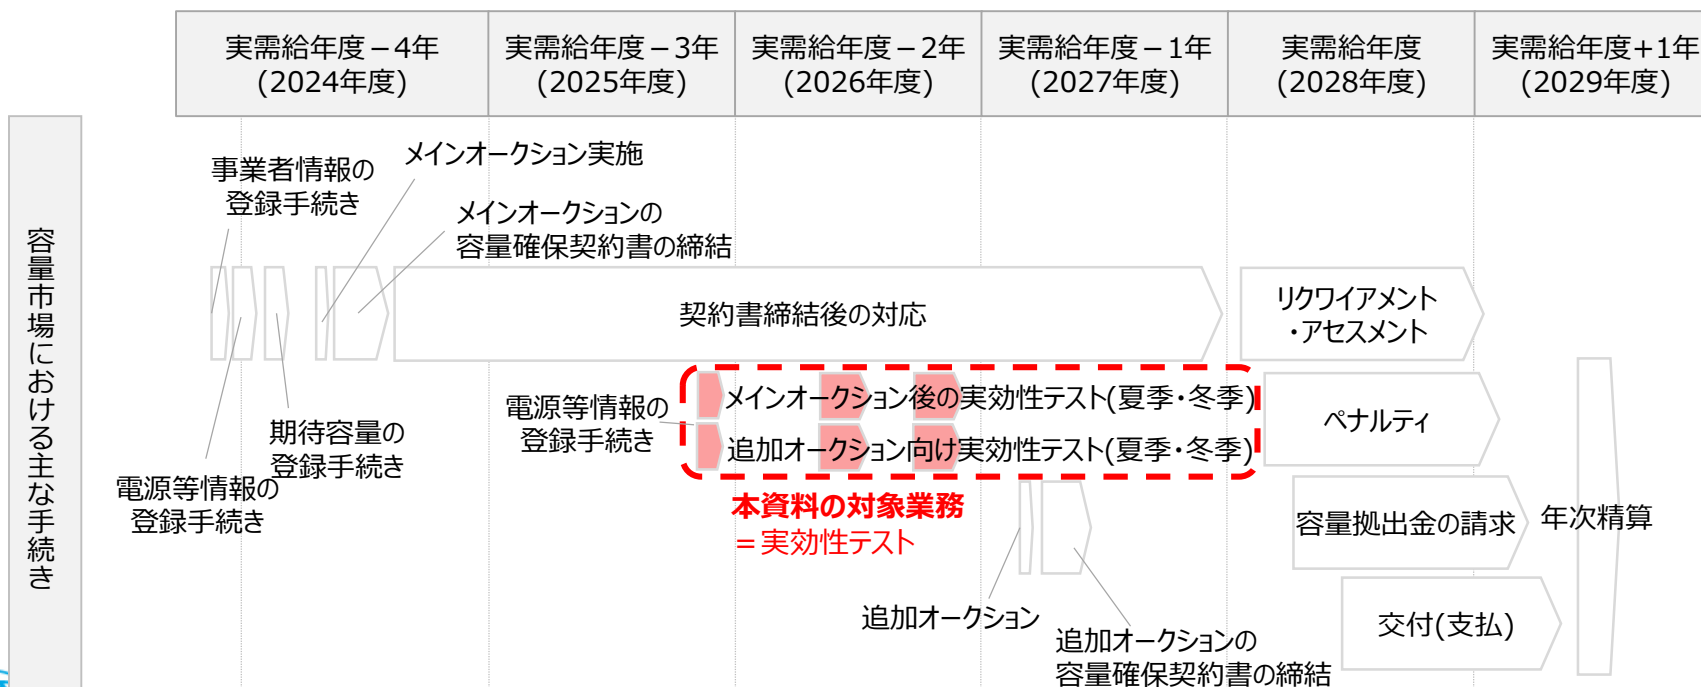 実需給年度－4年
(2024年度)
実需給年度－3年
(2025年度)
実需給年度－2年
(2026年度)
実需給年度－1年
(2027年度)
実需給年度
(2028年度)
実需給年度+1年
(2029年度)
容量市場における主な手続き
事業者情報の
登録手続き
メインオークション実施
メインオークションの
容量確保契約書の締結
契約書締結後の対応
リクワイアメント
・アセスメント
電源等情報の
登録手続き
期待容量の
登録手続き
電源等情報の
登録手続き
メインオークション後の実効性テスト(夏季・冬季)
追加オークション向け実効性テスト(夏季・冬季)
ペナルティ
本資料の対象業務
＝実効性テスト
容量拠出金の請求
年次精算
追加オークション
追加オークションの
容量確保契約書の締結
交付(支払)